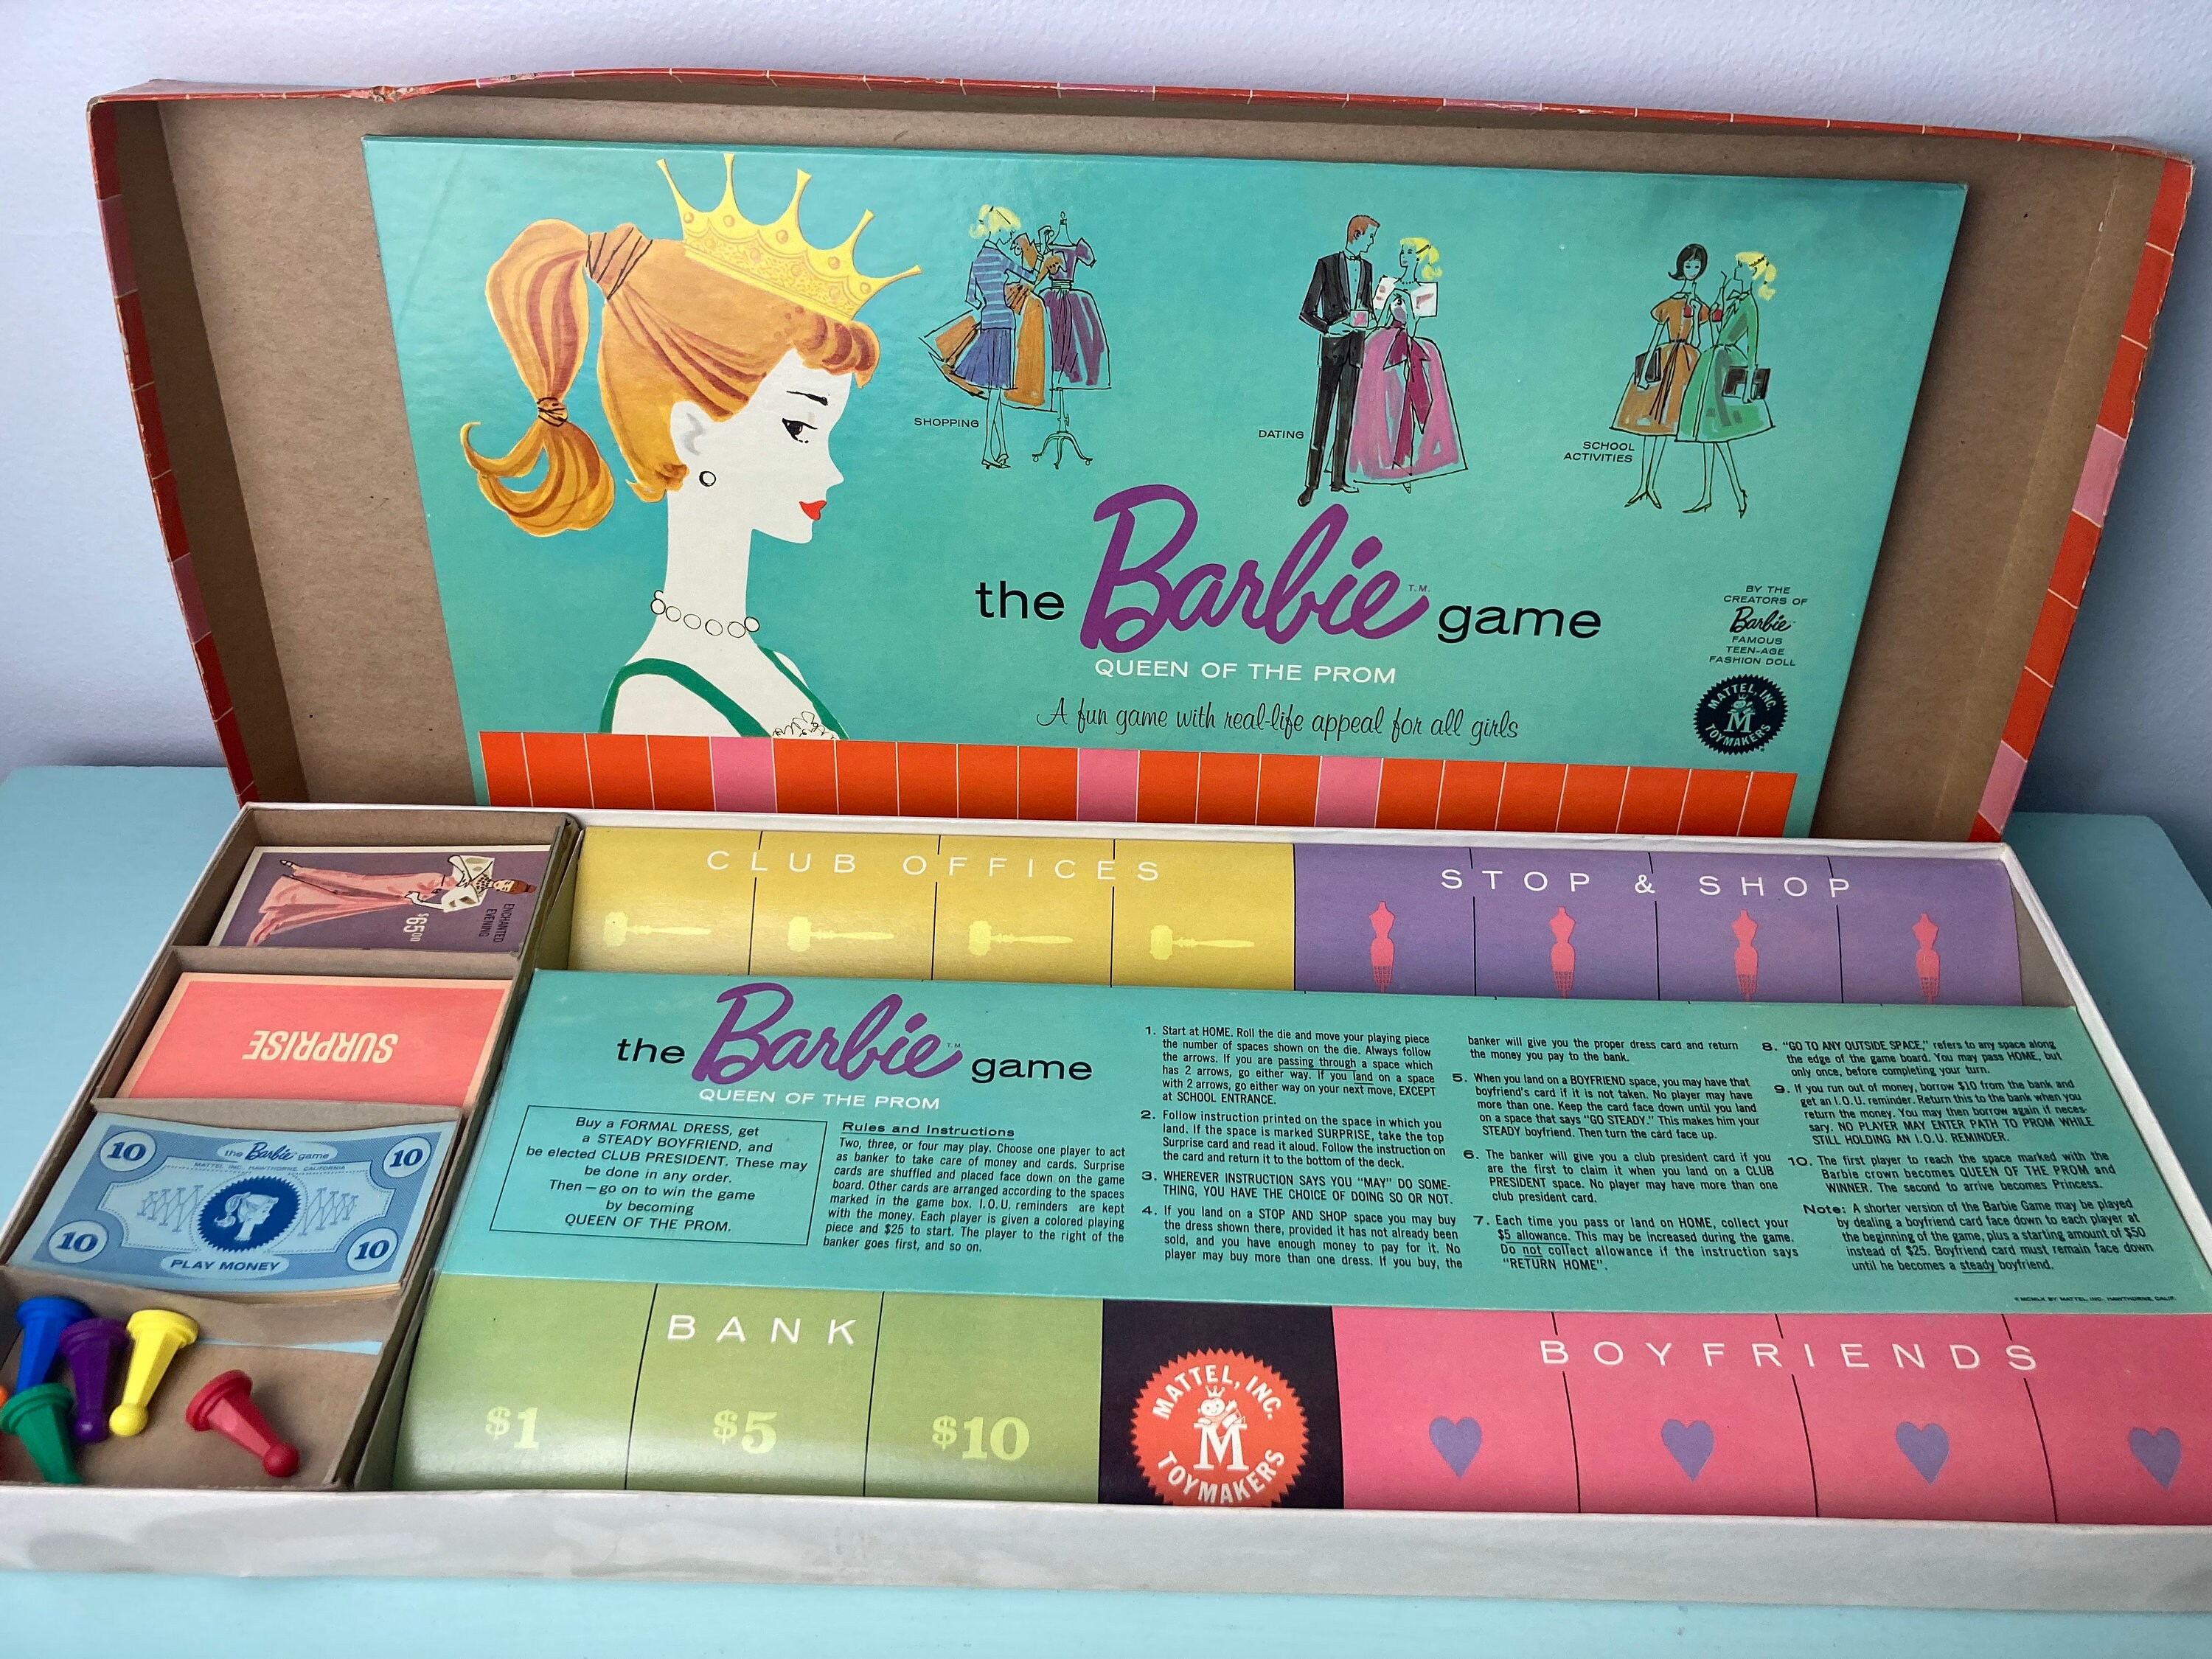 SHOPPING
DATING
SCHOOL
ACTIVITIES
the Barbie T.M. game
QUEEN OF THE PROM
A fun game with real-life appeal for all girls
BY THE
CREATORS OF
Barbie
FAMOUS
TEEN-AGE
FASHION DOLL
MATTEL, INC.
M
TOYMAKERS
ENCHANTED
EVENING
$65.00
SURPRISE
10
10
the Barbie game
MATTEL, INC. HAWTHORNE, CALIFORNIA
10
10
PLAY MONEY
CLUB OFFICES
STOP & SHOP
the Barbie T.M. game
QUEEN OF THE PROM
Buy a FORMAL DRESS, get
a STEADY BOYFRIEND, and
be elected CLUB PRESIDENT. These may
be done in any order.
Then — go on to win the game
by becoming
QUEEN OF THE PROM.
Rules and Instructions
Two, three, or four may play. Choose one player to act
as banker to take care of money and cards. Surprise
cards are shuffled and placed face down on the game
board. Other cards are arranged according to the spaces
marked in the game box. I.O.U. reminders are kept
with the money. Each player is given a colored playing
piece and $25 to start. The player to the right of the
banker goes first, and so on.
1. Start at HOME. Roll the die and move your playing piece
the number of spaces shown on the die. Always follow
the arrows. If you are passing through a space which
has 2 arrows, go either way. If you land on a space
with 2 arrows, go either way on your next move, EXCEPT
at SCHOOL ENTRANCE.
2. Follow instruction printed on the space in which you
land. If the space is marked SURPRISE, take the top
Surprise card and read it aloud. Follow the instruction on
the card and return it to the bottom of the deck.
3. WHEREVER INSTRUCTION SAYS YOU "MAY" DO SOME-
THING, YOU HAVE THE CHOICE OF DOING SO OR NOT.
4. If you land on a STOP AND SHOP space you may buy
the dress shown there, provided it has not already been
sold, and you have enough money to pay for it. No
player may buy more than one dress. If you buy, the
banker will give you the proper dress card and return
the money you pay to the bank.
5. When you land on a BOYFRIEND space, you may have that
boyfriend's card if it is not taken. No player may have
more than one. Keep the card face down until you land
on a space that says "GO STEADY." This makes him your
STEADY boyfriend. Then turn the card face up.
6. The banker will give you a club president card if you
are the first to claim it when you land on a CLUB
PRESIDENT space. No player may have more than one
club president card.
7. Each time you pass or land on HOME, collect your
$5 allowance. This may be increased during the game.
Do not collect allowance if the instruction says
"RETURN HOME".
8. "GO TO ANY OUTSIDE SPACE," refers to any space along
the edge of the game board. You may pass HOME, but
only once, before completing your turn.
9. If you run out of money, borrow $10 from the bank and
get an I.O.U. reminder. Return this to the bank when you
return the money. You may then borrow again if neces-
sary. NO PLAYER MAY ENTER PATH TO PROM WHILE
STILL HOLDING AN I.O.U. REMINDER.
10. The first player to reach the space marked with the
Barbie crown becomes QUEEN OF THE PROM and
WINNER. The second to arrive becomes Princess.
Note: A shorter version of the Barbie Game may be played
by dealing a boyfriend card face down to each player at
the beginning of the game, plus a starting amount of $50
instead of $25. Boyfriend card must remain face down
until he becomes a steady boyfriend.
© MCMLX BY MATTEL, INC., HAWTHORNE, CALIF.
BANK
$1
$5
$10
MATTEL, INC.
M
TOYMAKERS
BOYFRIENDS